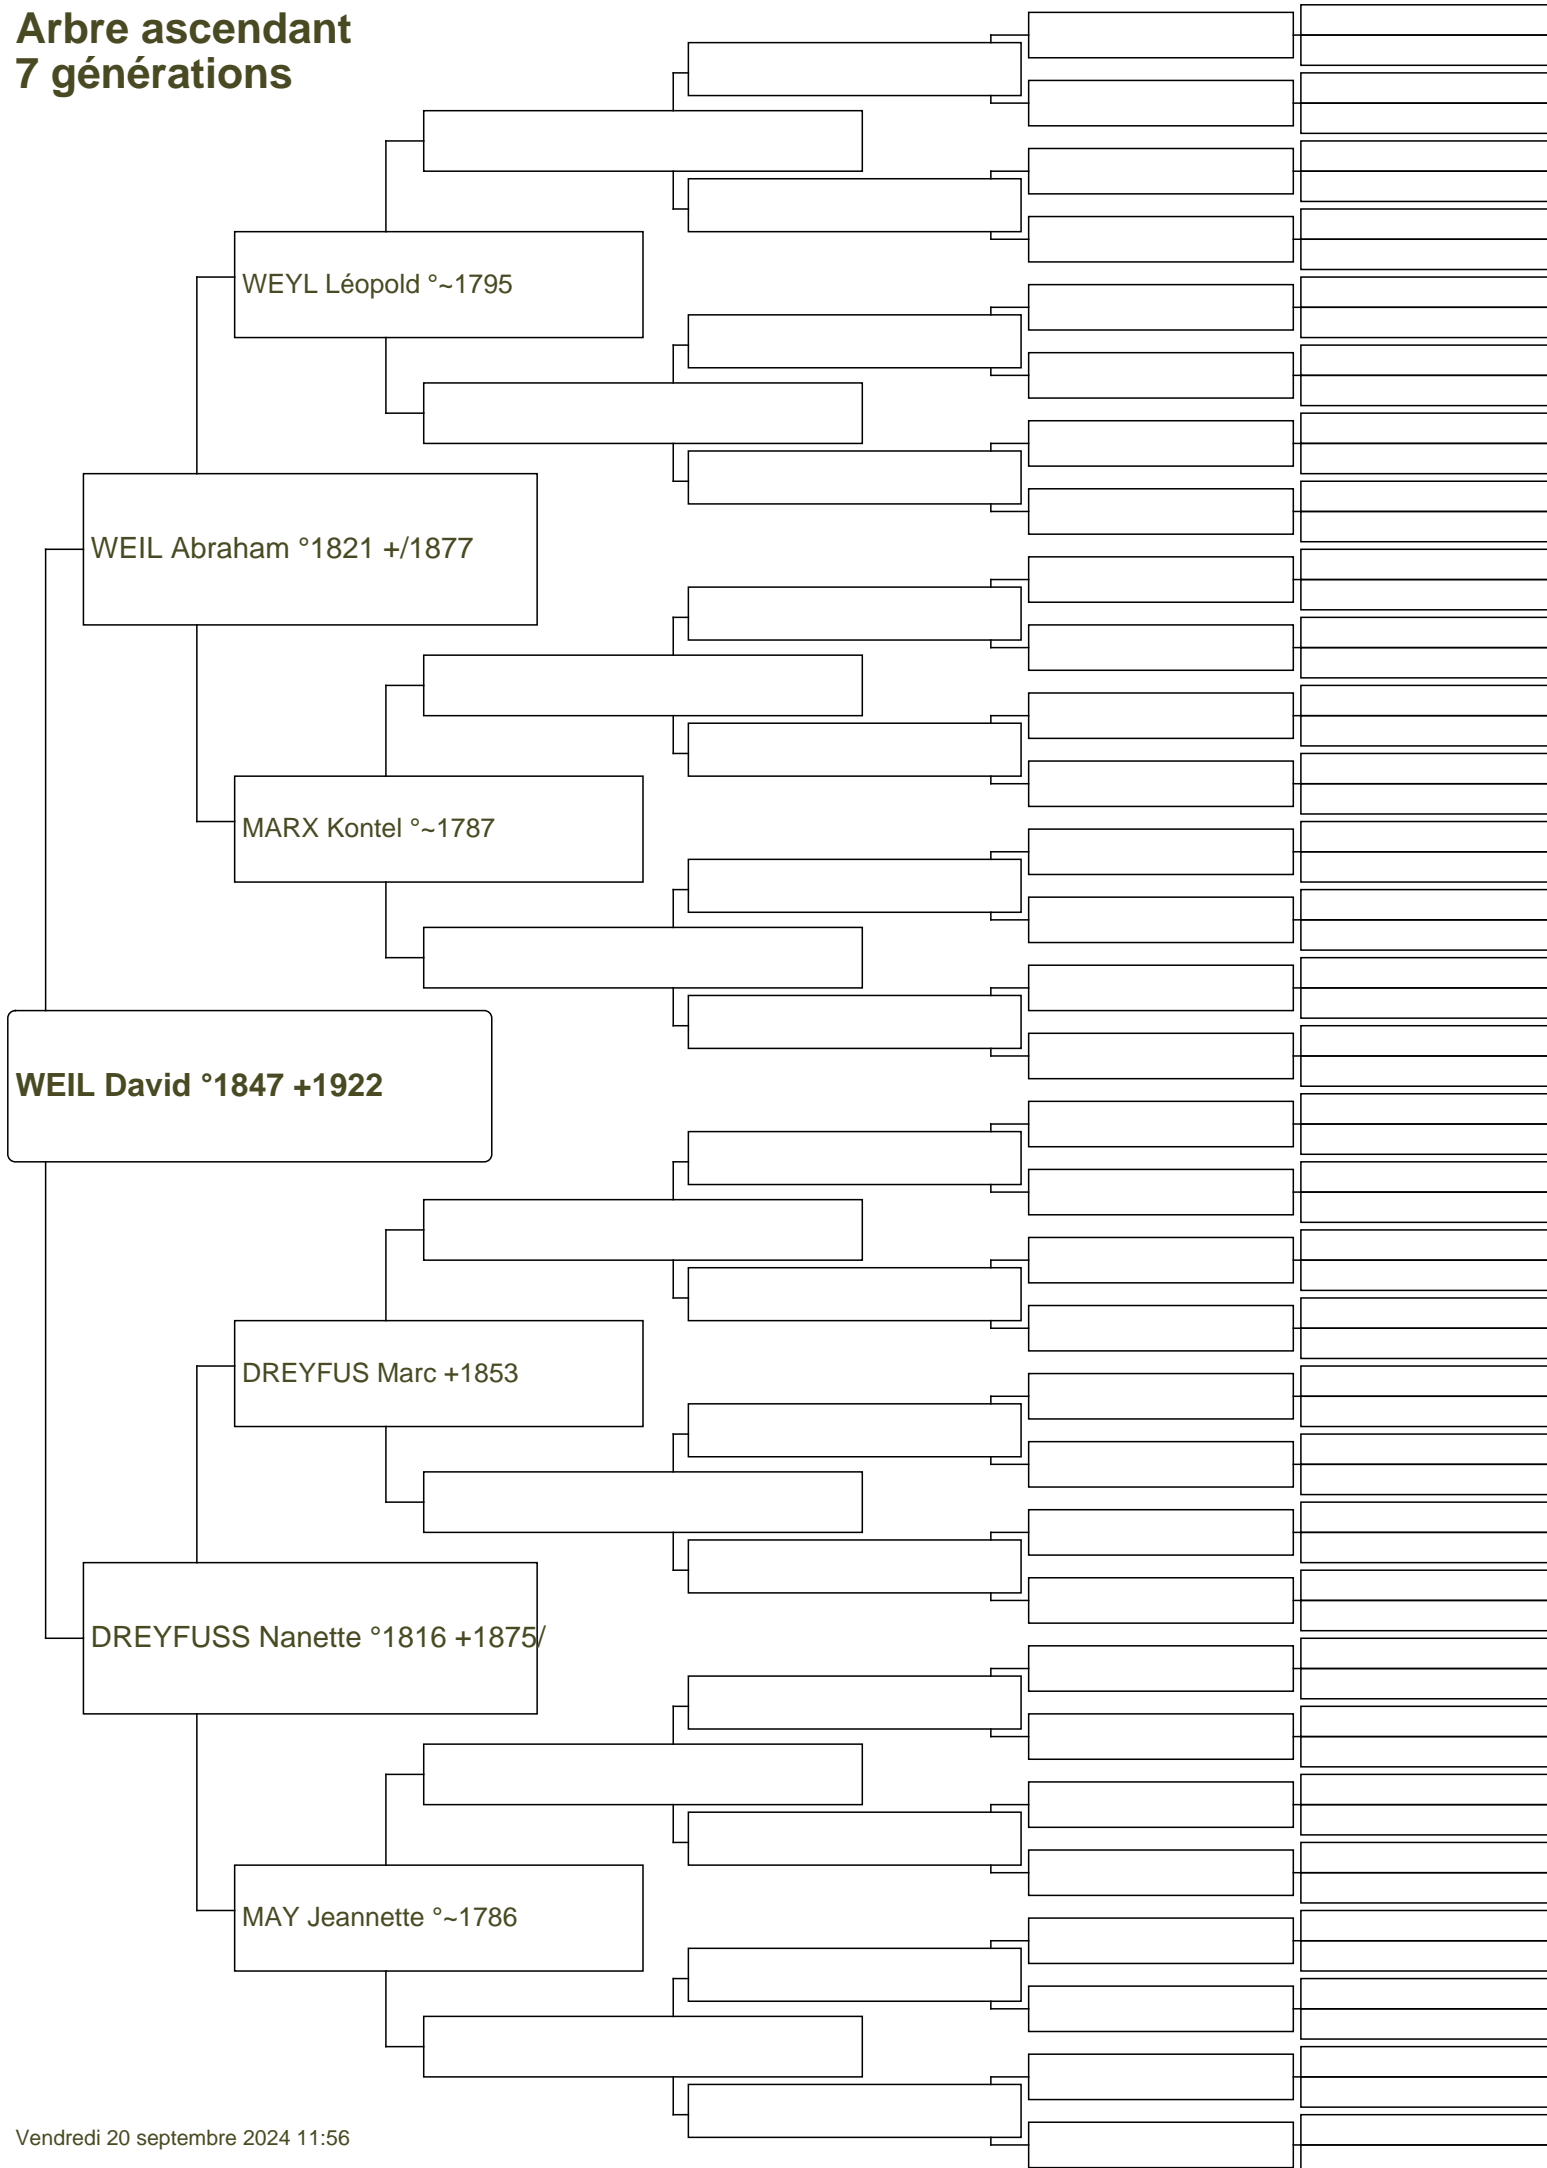 Arbre ascendant
7 générations
WEYL Léopold °~1795
WEIL Abraham °1821 +/1877
MARX Kontel °~1787
WEIL David °1847 +1922
DREYFUS Marc +1853
DREYFUSS Nanette °1816 +1875/
MAY Jeannette °~1786
Vendredi 20 septembre 2024 11:56